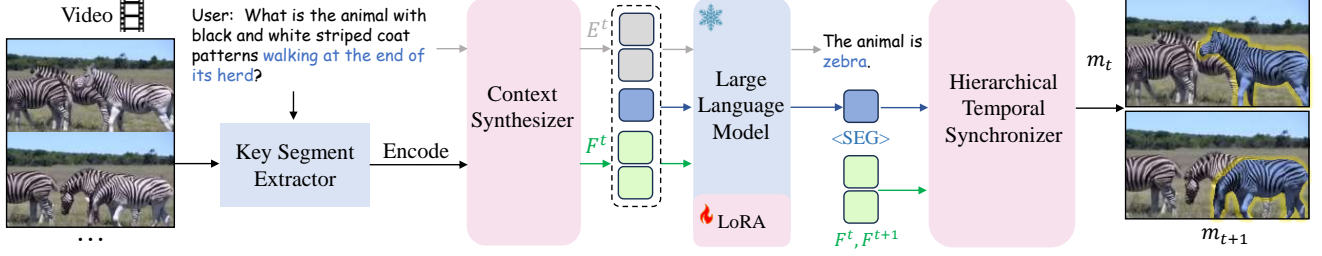 Video
User: What is the animal with
black and white striped coat
patterns walking at the end of
its herd?
Key Segment
Extractor
Encode
Context
Synthesizer
E^t
F^t
Large
Language
Model
LoRA
The animal is
zebra.
<SEG>
F^t, F^{t+1}
Hierarchical
Temporal
Synchronizer
m_t
m_{t+1}
...